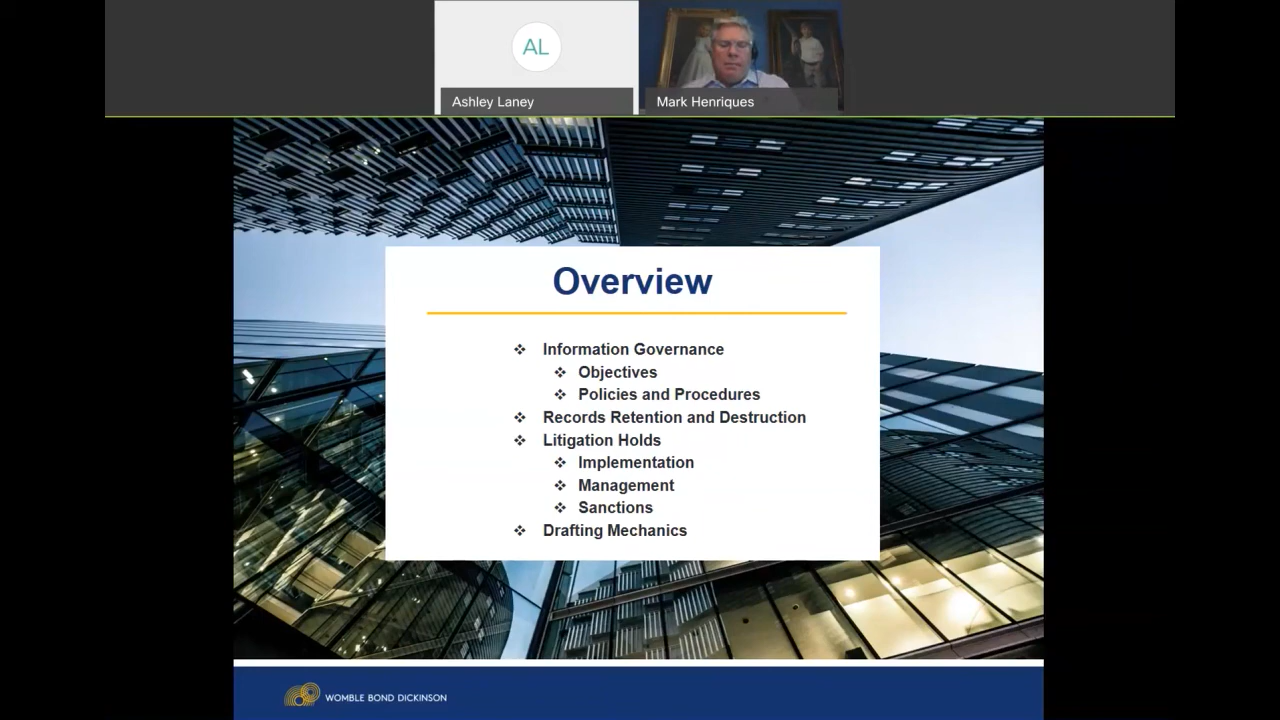 AL
Ashley Laney
Mark Henriques
Overview
❖ Information Governance
❖ Objectives
❖ Policies and Procedures
❖ Records Retention and Destruction
❖ Litigation Holds
❖ Implementation
❖ Management
❖ Sanctions
❖ Drafting Mechanics
WOMBLE BOND DICKINSON